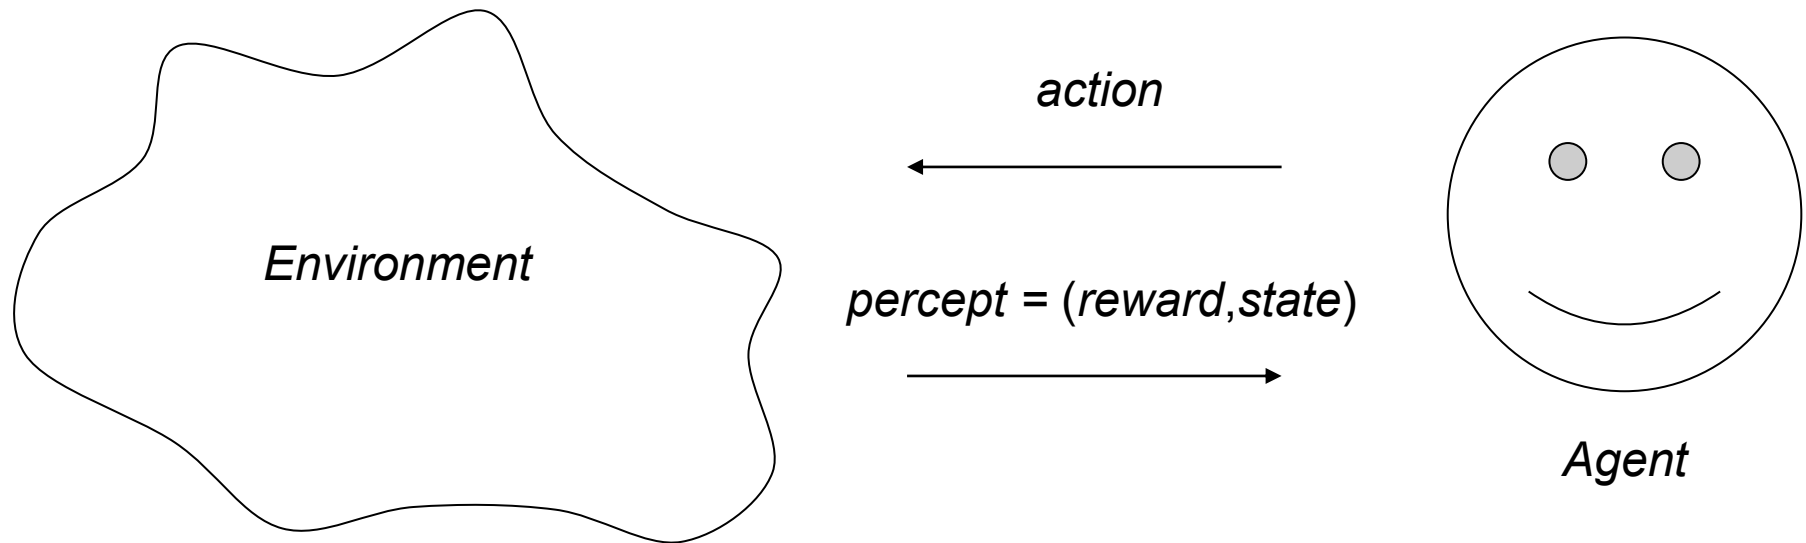 action
Environment
percept = (reward,state)
Agent